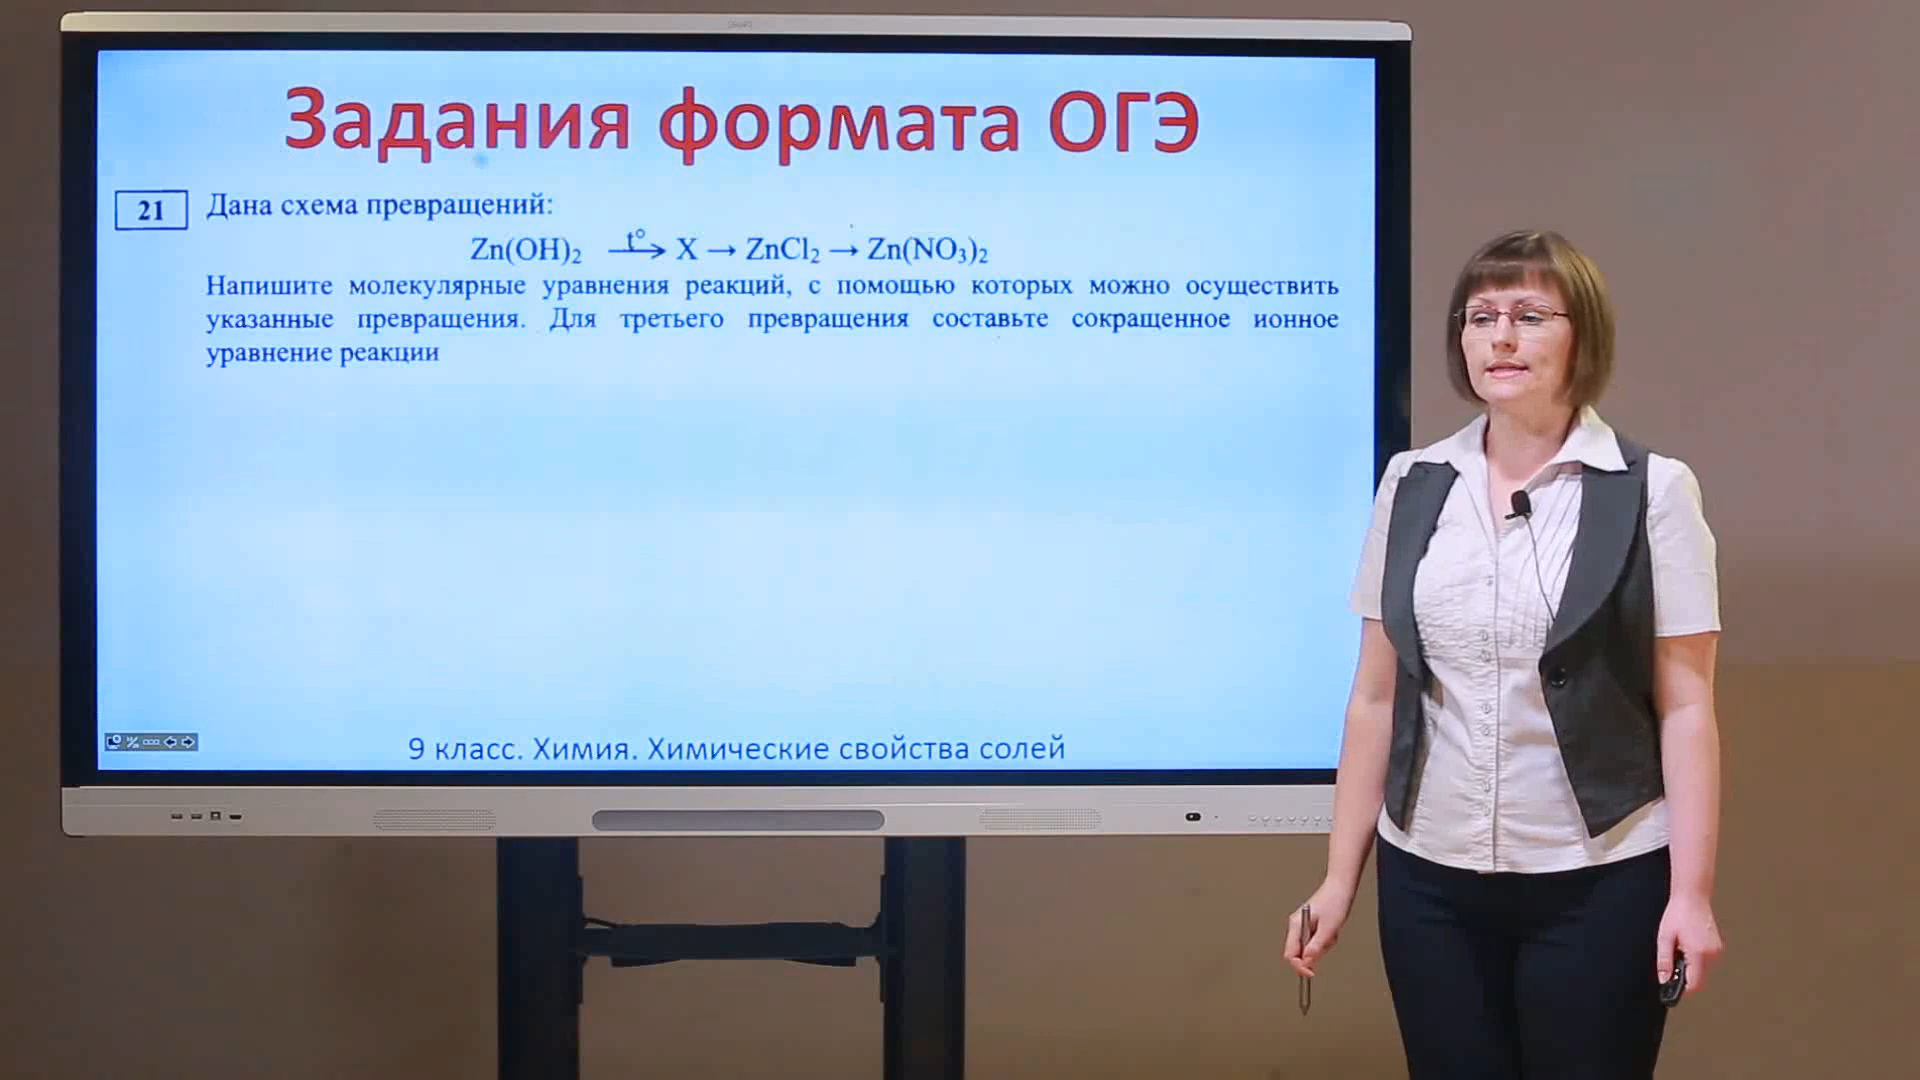 Задания формата ОГЭ
21 Дана схема превращений:
Zn(OH)₂ —t°→ X → ZnCl₂ → Zn(NO₃)₂
Напишите молекулярные уравнения реакций, с помощью которых можно осуществить
указанные превращения. Для третьего превращения составьте сокращенное ионное
уравнение реакции
9 класс. Химия. Химические свойства солей